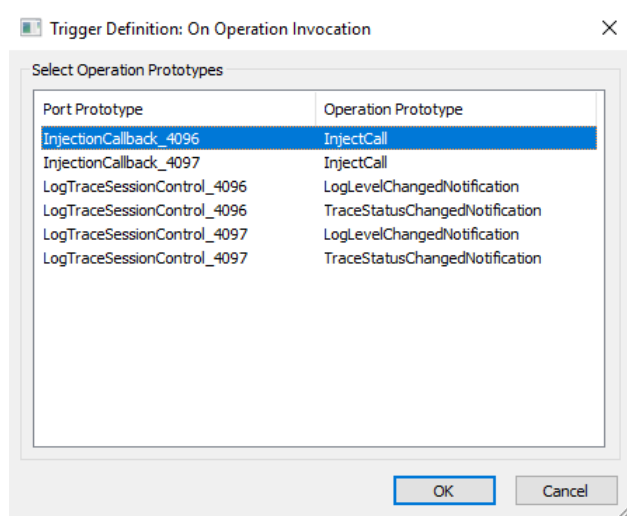 Trigger Definition: On Operation Invocation
Select Operation Prototypes
Port Prototype Operation Prototype
InjectionCallback_4096 InjectCall
InjectionCallback_4097 InjectCall
LogTraceSessionControl_4096 LogLevelChangedNotification
LogTraceSessionControl_4096 TraceStatusChangedNotification
LogTraceSessionControl_4097 LogLevelChangedNotification
LogTraceSessionControl_4097 TraceStatusChangedNotification
OK Cancel